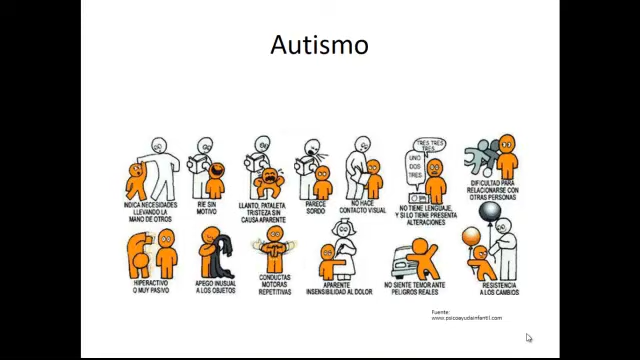 Autismo
INDICA NECESIDADES
LLEVANDO LA
MANO DE OTROS
RIE SIN
MOTIVO
LLANTO, PATALETA
TRISTEZA SIN
CAUSA APARENTE
PARECE
SORDO
NO HACE
CONTACTO VISUAL
TRES TRES
TRES
UNO
DOS
TRES
NO TIENE LENGUAJE,
Y SI LO TIENE PRESENTA
ALTERACIONES
DIFICULTAD PARA
RELACIONARSE CON
OTRAS PERSONAS
HIPERACTIVO
O MUY PASIVO
APEGO INUSUAL
A LOS OBJETOS
CONDUCTAS
MOTORAS
REPETITIVAS
APARENTE
INSENSIBILIDAD AL DOLOR
NO SIENTE TEMOR ANTE
PELIGROS REALES
RESISTENCIA
A LOS CAMBIOS
Fuente:
www.psicoayudainfantil.com